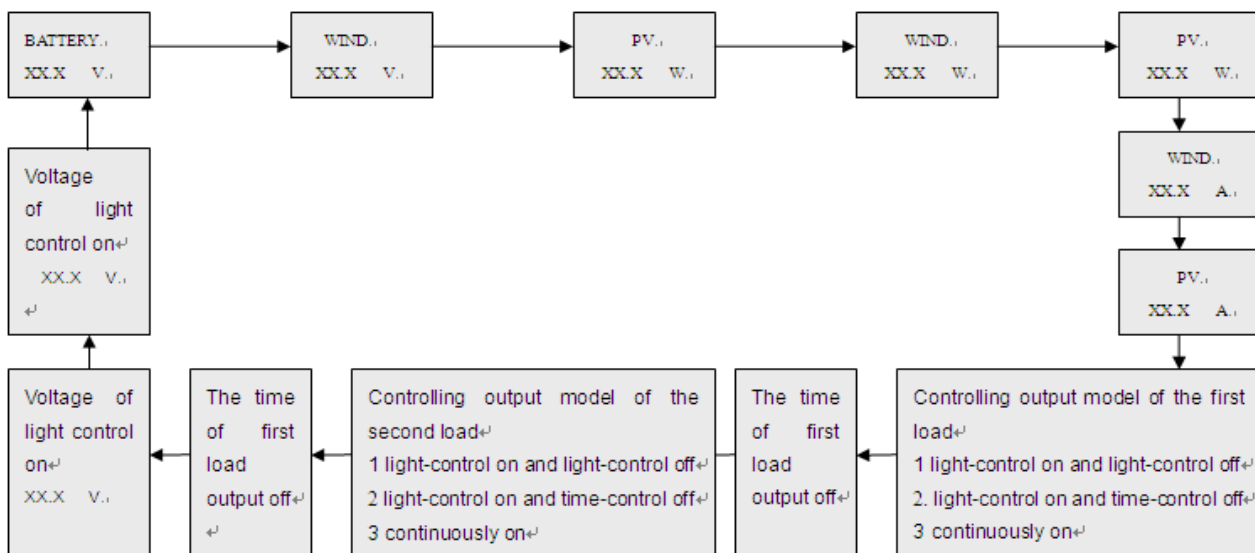 BATTERY
XX.X V
WIND
XX.X V
PV
XX.X W
WIND
XX.X W
PV
XX.X W
WIND
XX.X A
PV
XX.X A
Controlling output model of the first
load
1 light-control on and light-control off
2. light-control on and time-control off
3 continuously on
The time
of first
load
output off
Controlling output model of the
second load
1 light-control on and light-control off
2 light-control on and time-control off
3 continuously on
The time
of first
load
output off
Voltage of
light control
on
XX.X V
Voltage
of light
control on
XX.X V